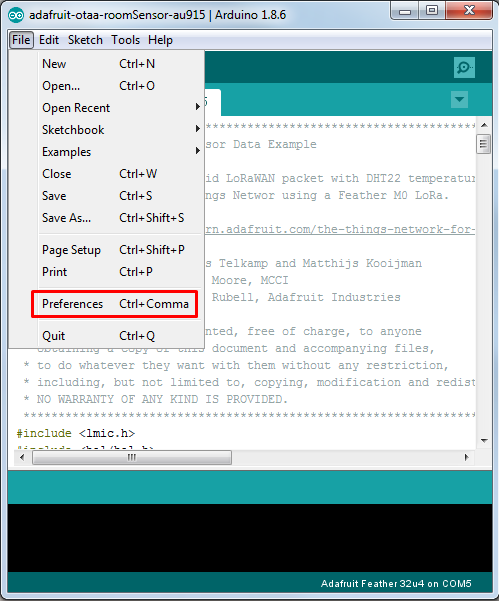 adafruit-otaa-roomSensor-au915 | Arduino 1.8.6
File Edit Sketch Tools Help
New Ctrl+N
Open... Ctrl+O
Open Recent
Sketchbook
Examples
Close Ctrl+W
Save Ctrl+S
Save As... Ctrl+Shift+S
Page Setup Ctrl+Shift+P
Print Ctrl+P
Preferences Ctrl+Comma
Quit Ctrl+Q
*******************************************
sor Data Example
id LoRaWAN packet with DHT22 temperatur
ngs Networ using a Feather M0 LoRa.
rn.adafruit.com/the-things-network-for-
s Telkamp and Matthijs Kooijman
Moore, MCCI
Rubell, Adafruit Industries
nted, free of charge, to anyone
* obtaining a copy of this document and accompanying files,
* to do whatever they want with them without any restriction,
* including, but not limited to, copying, modification and redist
* NO WARRANTY OF ANY KIND IS PROVIDED.
*****************************************************************
#include <lmic.h>
#include <hal/hal.h>
Adafruit Feather 32u4 on COM5